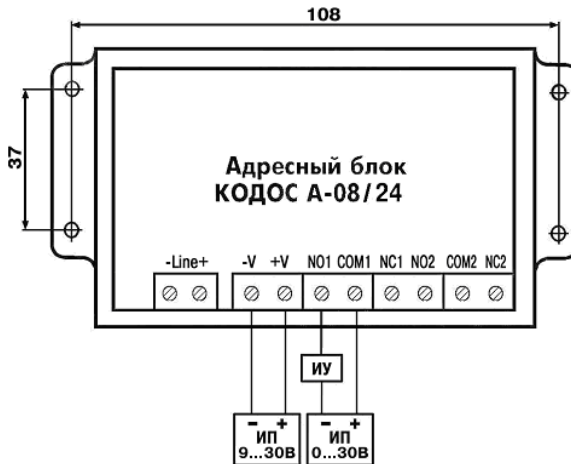 108
37
Адресный блок
КОДОС А-08/24
-Line+ -V +V NO1 COM1 NC1 NO2 COM2 NC2
ИУ
- + - +
ИП ИП
9...30В 0...30В